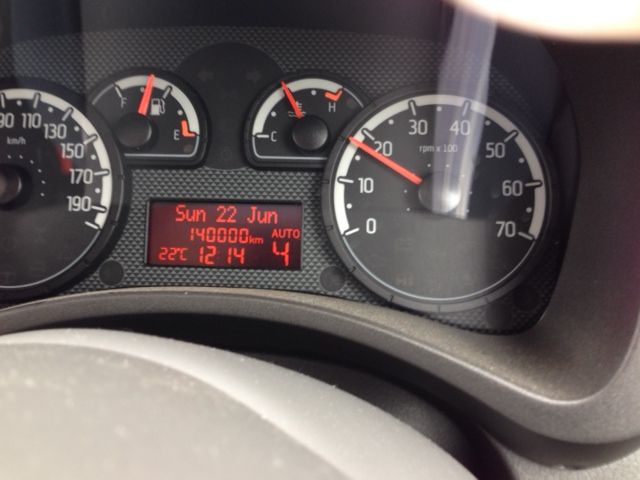 90 110 130 150 170 190
km/h
F E
C H
Sun 22 Jun
140000km AUTO
22°C 12:14 4
0 10 20 30 40 50 60 70
rpm x 100